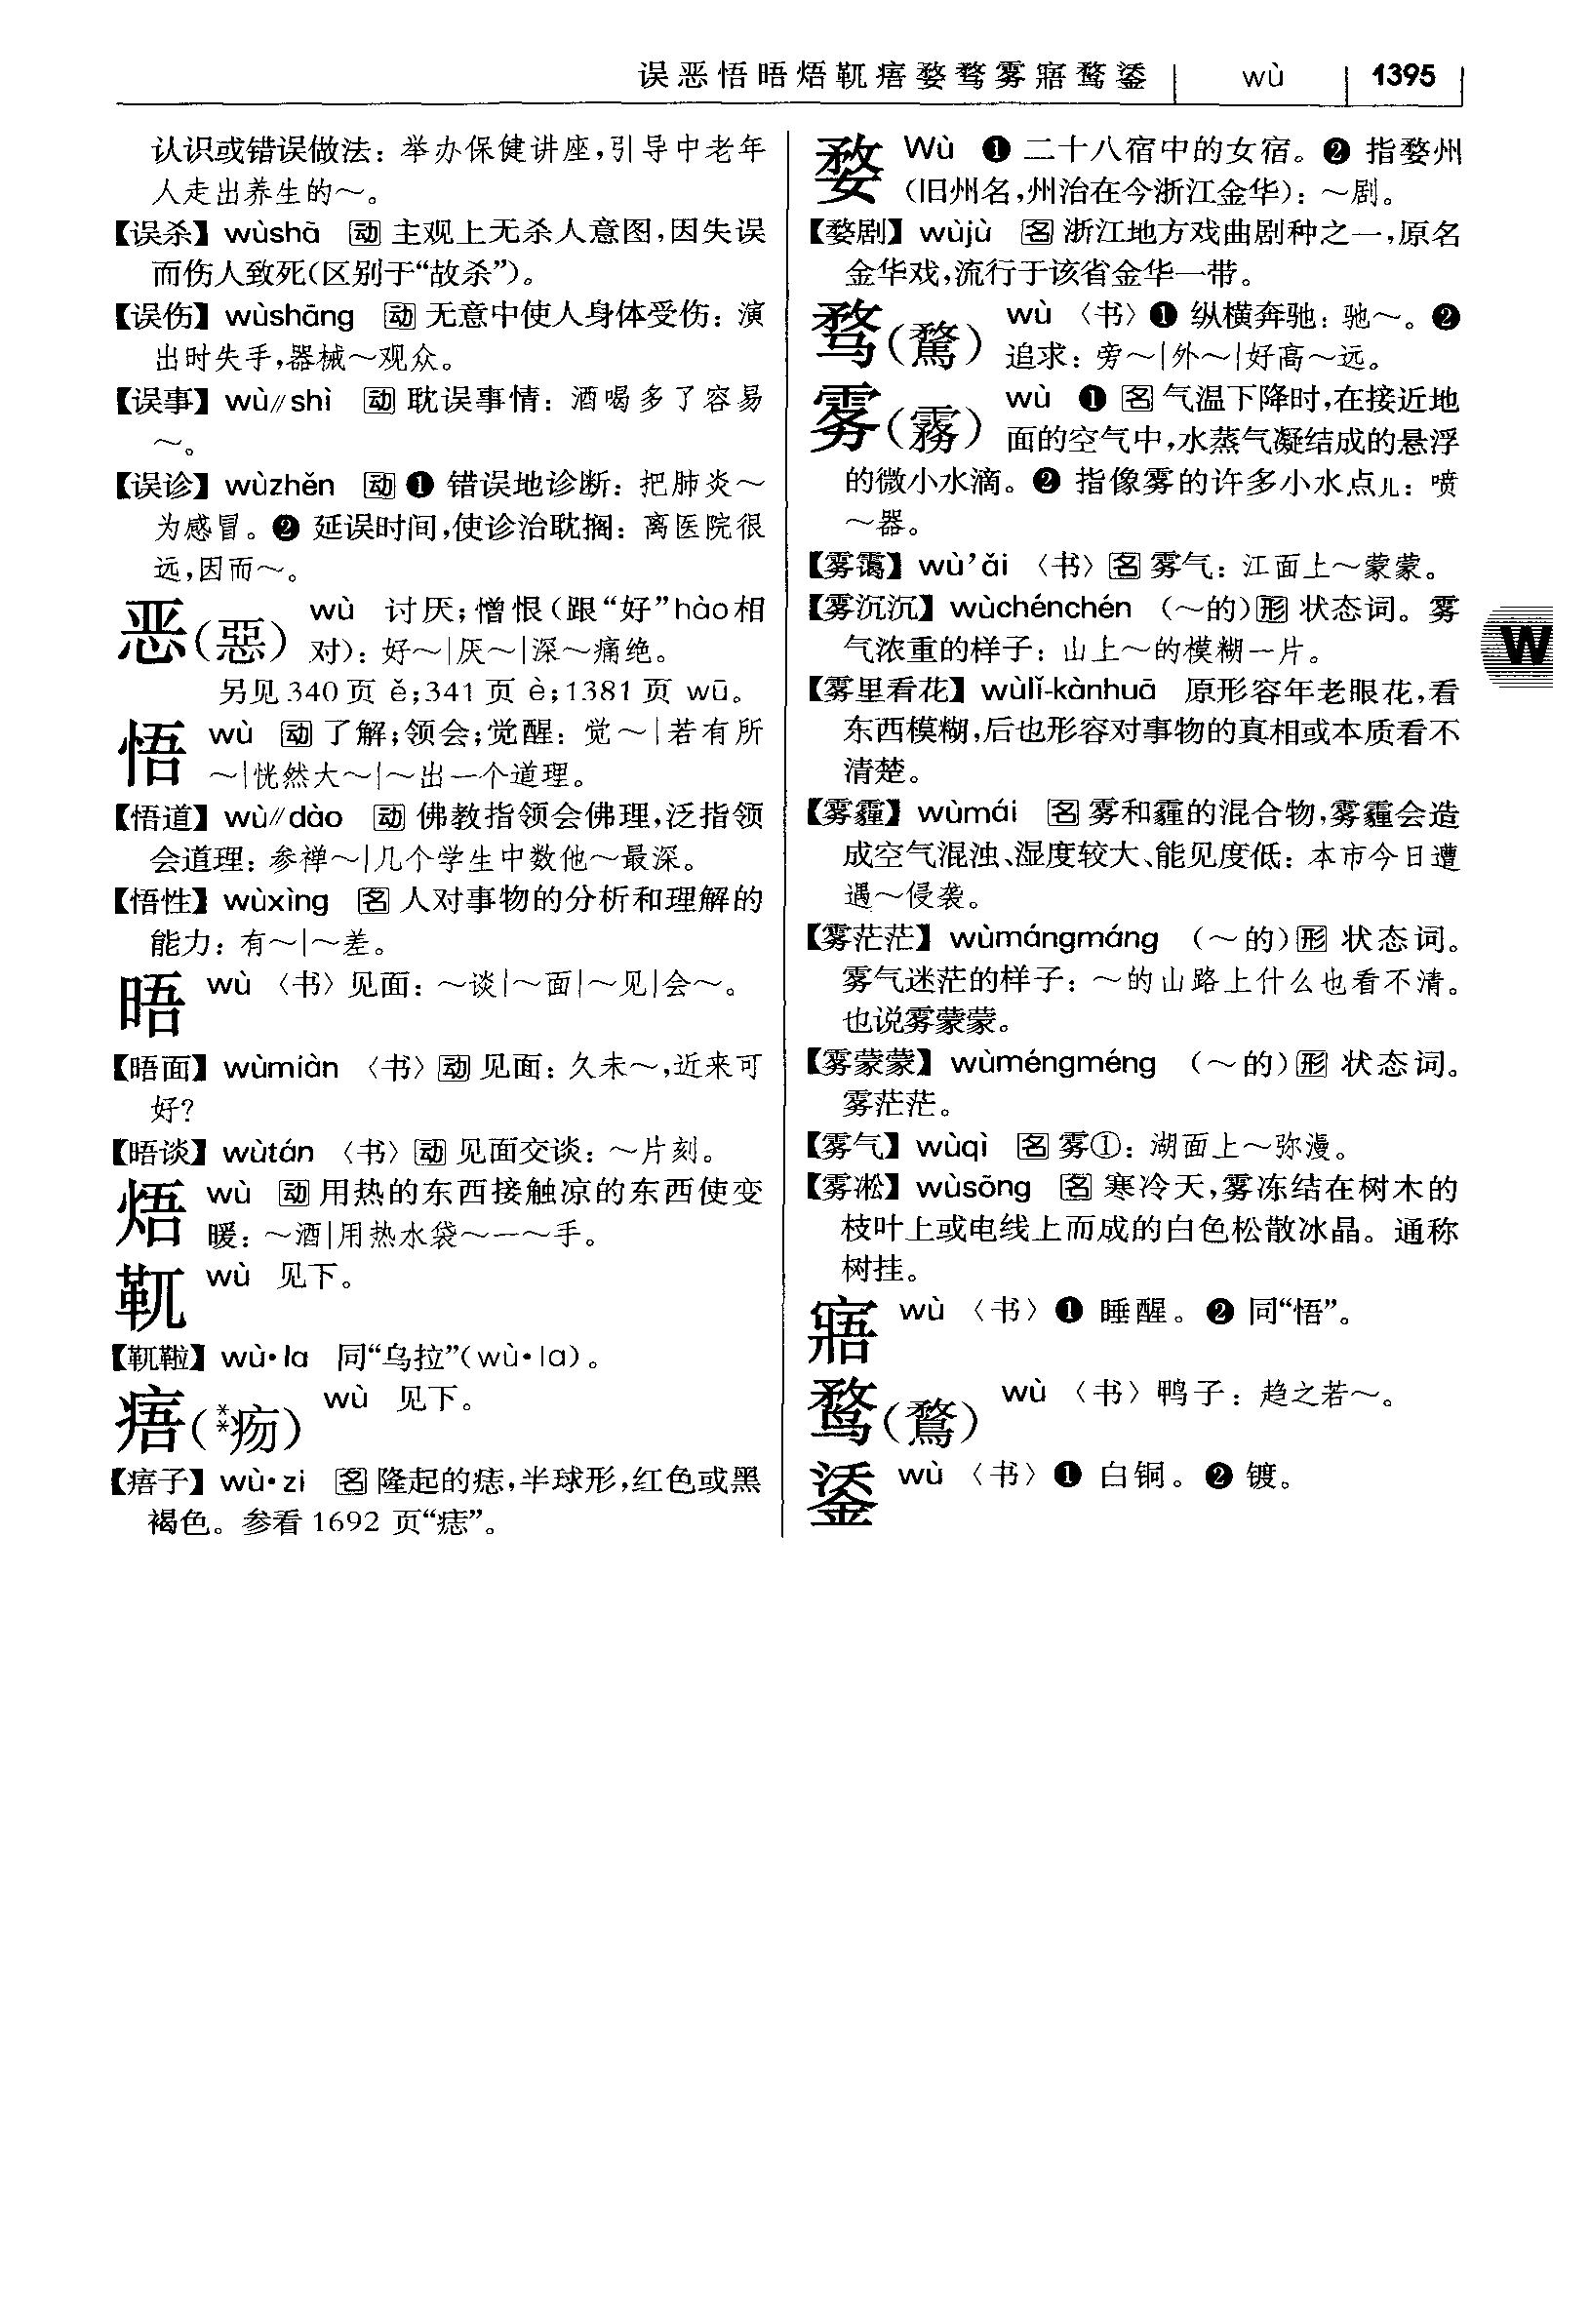 误恶悟晤焐靰痦婺骛雾寤鹜鋈 wù 1395
认识或错误做法：举办保健讲座，引导中老年
人走出养生的～。
【误杀】wùshā 动 主观上无杀人意图，因失误
而伤人致死（区别于“故杀”）。
【误伤】wùshāng 动 无意中使人身体受伤：演
出时失手，器械～观众。
【误事】wù∥shì 动 耽误事情：酒喝多了容易
～。
【误诊】wùzhěn 动 ❶ 错误地诊断：把肺炎～
为感冒。❷ 延误时间，使诊治耽搁：离医院很
远，因而～。
恶（惡） wù 讨厌；憎恨（跟“好”hào相
对）：好～|厌～|深～痛绝。
另见 340 页 ě；341 页 è；1381 页 wū。
悟 wù 动 了解；领会；觉醒：觉～|若有所
～|恍然大～|～出一个道理。
【悟道】wù∥dào 动 佛教指领会佛理，泛指领
会道理：参禅～|几个学生中数他～最深。
【悟性】wùxìng 名 人对事物的分析和理解的
能力：有～|～差。
晤 wù 〈书〉见面：～谈|～面|～见|会～。
【晤面】wùmiàn 〈书〉动 见面：久未～，近来可
好？
【晤谈】wùtán 〈书〉动 见面交谈：～片刻。
焐 wù 动 用热的东西接触凉的东西使变
暖：～酒|用热水袋～一～手。
靰 wù 见下。
【靰鞡】wù·la 同“乌拉”（wù·la）。
痦（**疬） wù 见下。
【痦子】wù·zi 名 隆起的痣，半球形，红色或黑
褐色。参看 1692 页“痣”。
婺 Wù ❶ 二十八宿中的女宿。❷ 指婺州
（旧州名，州治在今浙江金华）：～剧。
【婺剧】wùjù 名 浙江地方戏曲剧种之一，原名
金华戏，流行于该省金华一带。
骛（騖） wù 〈书〉❶ 纵横奔驰：驰～。❷
追求：旁～|外～|好高～远。
雾（霧） wù ❶ 名 气温下降时，在接近地
面的空气中，水蒸气凝结成的悬浮
的微小水滴。❷ 指像雾的许多小水点儿：喷
～器。
【雾霭】wù’ǎi 〈书〉名 雾气：江面上～蒙蒙。
【雾沉沉】wùchénchén （～的）形 状态词。雾
气浓重的样子：山上～的模糊一片。
【雾里看花】wùlǐ-kànhuā 原形容年老眼花，看
东西模糊，后也形容对事物的真相或本质看不
清楚。
【雾霾】wùmái 名 雾和霾的混合物，雾霾会造
成空气混浊、湿度较大、能见度低：本市今日遭
遇～侵袭。
【雾茫茫】wùmángmáng （～的）形 状态词。
雾气迷茫的样子：～的山路上什么也看不清。
也说雾蒙蒙。
【雾蒙蒙】wùméngméng （～的）形 状态词。
雾茫茫。
【雾气】wùqì 名 雾①：湖面上～弥漫。
【雾凇】wùsōng 名 寒冷天，雾冻结在树木的
枝叶上或电线上而成的白色松散冰晶。通称
树挂。
寤 wù 〈书〉❶ 睡醒。❷ 同“悟”。
鹜（鶩） wù 〈书〉鸭子：趋之若～。
鋈 wù 〈书〉❶ 白铜。❷ 镀。
W